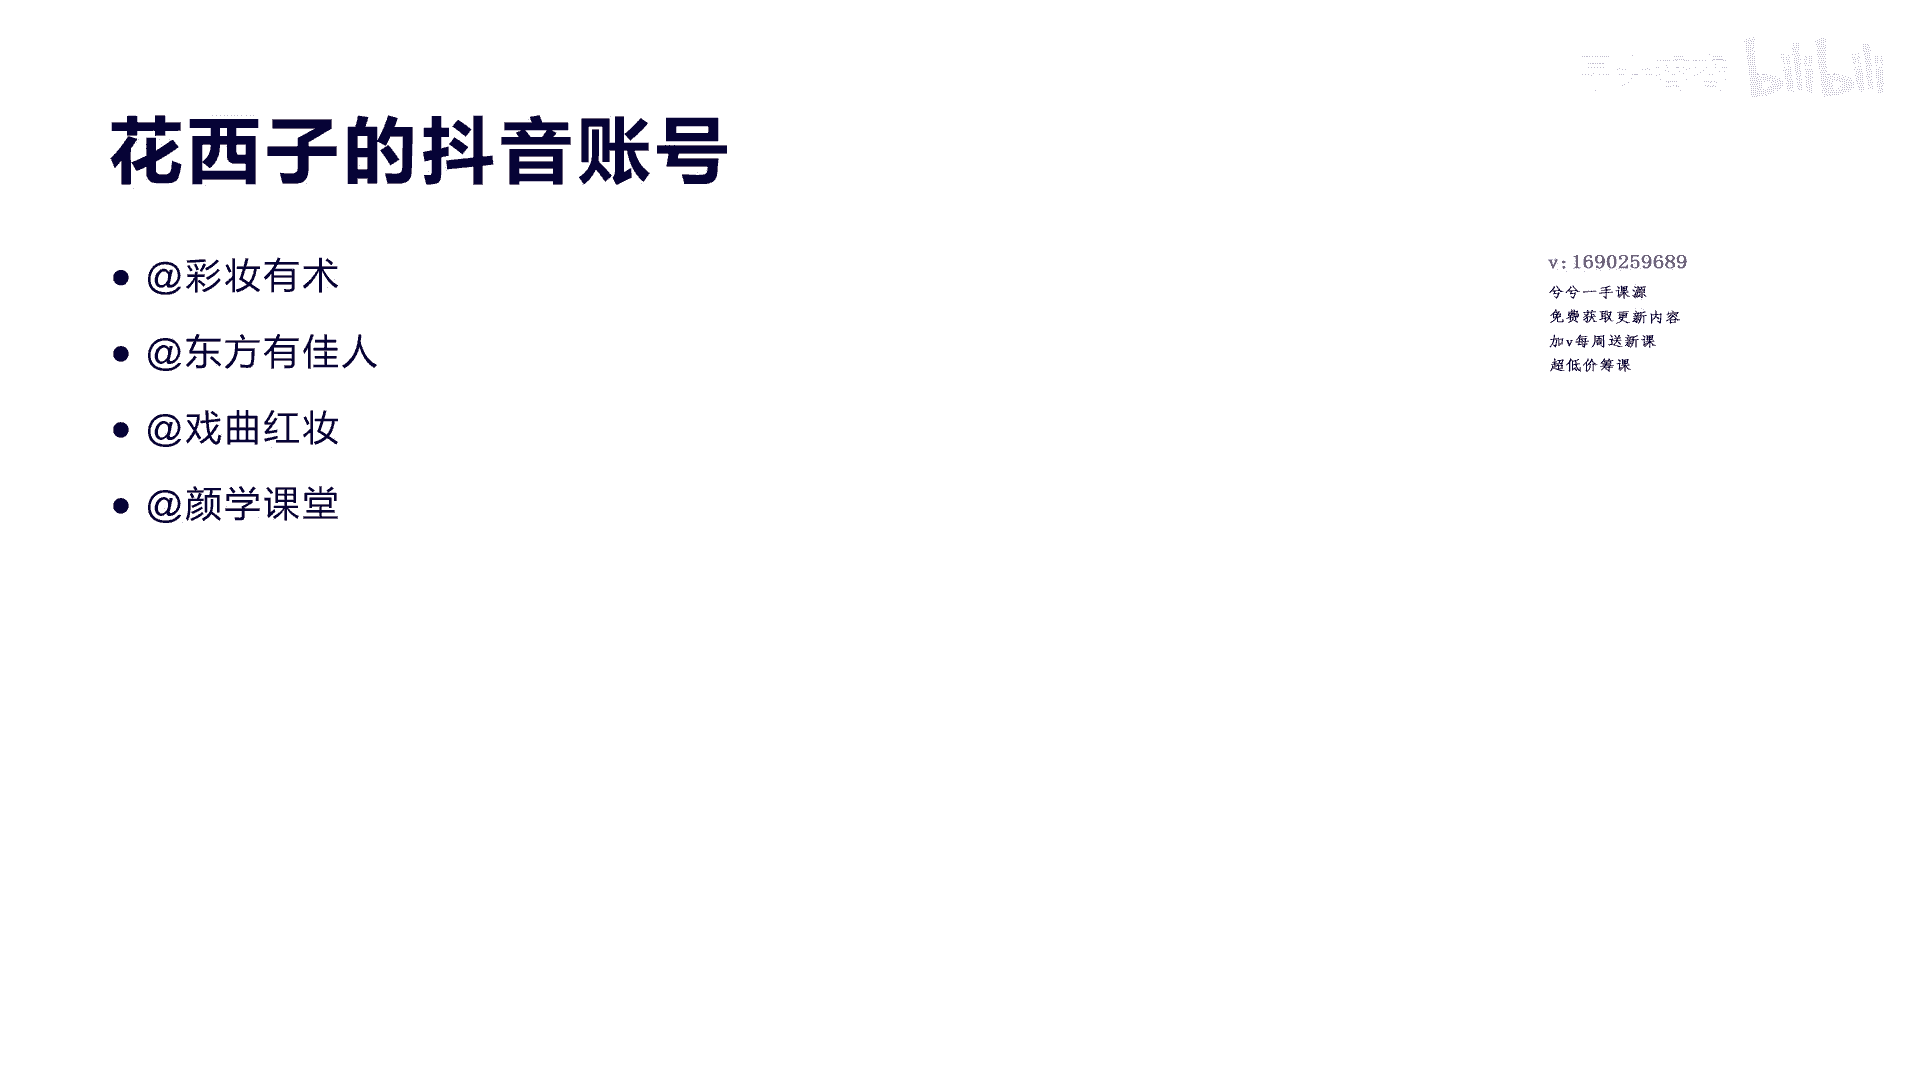 bilibili
花西子的抖音账号
• @彩妆有术
• @东方有佳人
• @戏曲红妆
• @颜学课堂
v:1690259689
兮兮一手课源
免费获取更新内容
加v每周送新课
超低价筹课